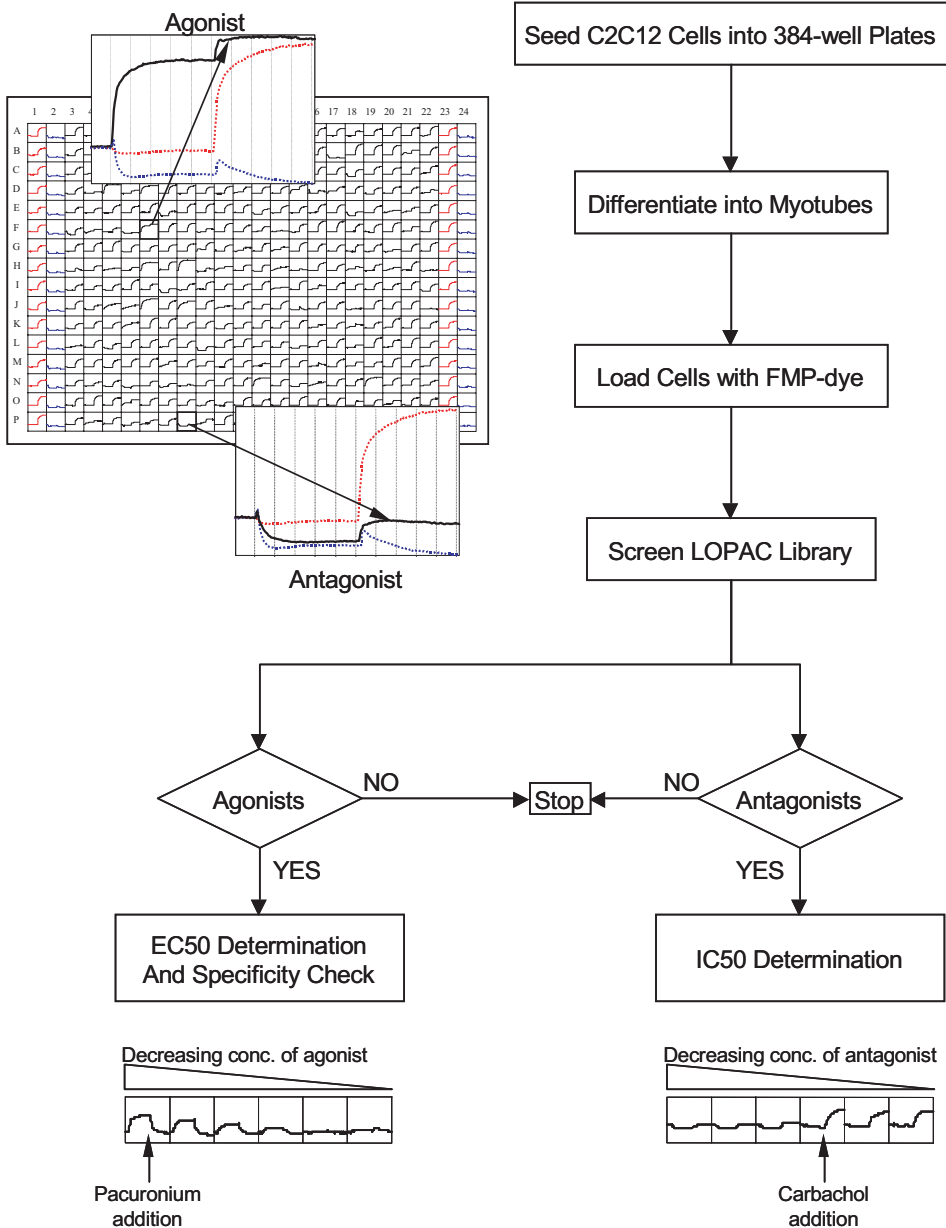 Agonist
1 2 3 4 16 17 18 19 20 21 22 23 24
A
B
C
D
E
F
G
H
I
J
K
L
M
N
O
P
Antagonist
Seed C2C12 Cells into 384-well Plates
Differentiate into Myotubes
Load Cells with FMP-dye
Screen LOPAC Library
Agonists
NO
Stop
NO
Antagonists
YES
YES
EC50 Determination
And Specificity Check
IC50 Determination
Decreasing conc. of agonist
Pacuronium
addition
Decreasing conc. of antagonist
Carbachol
addition